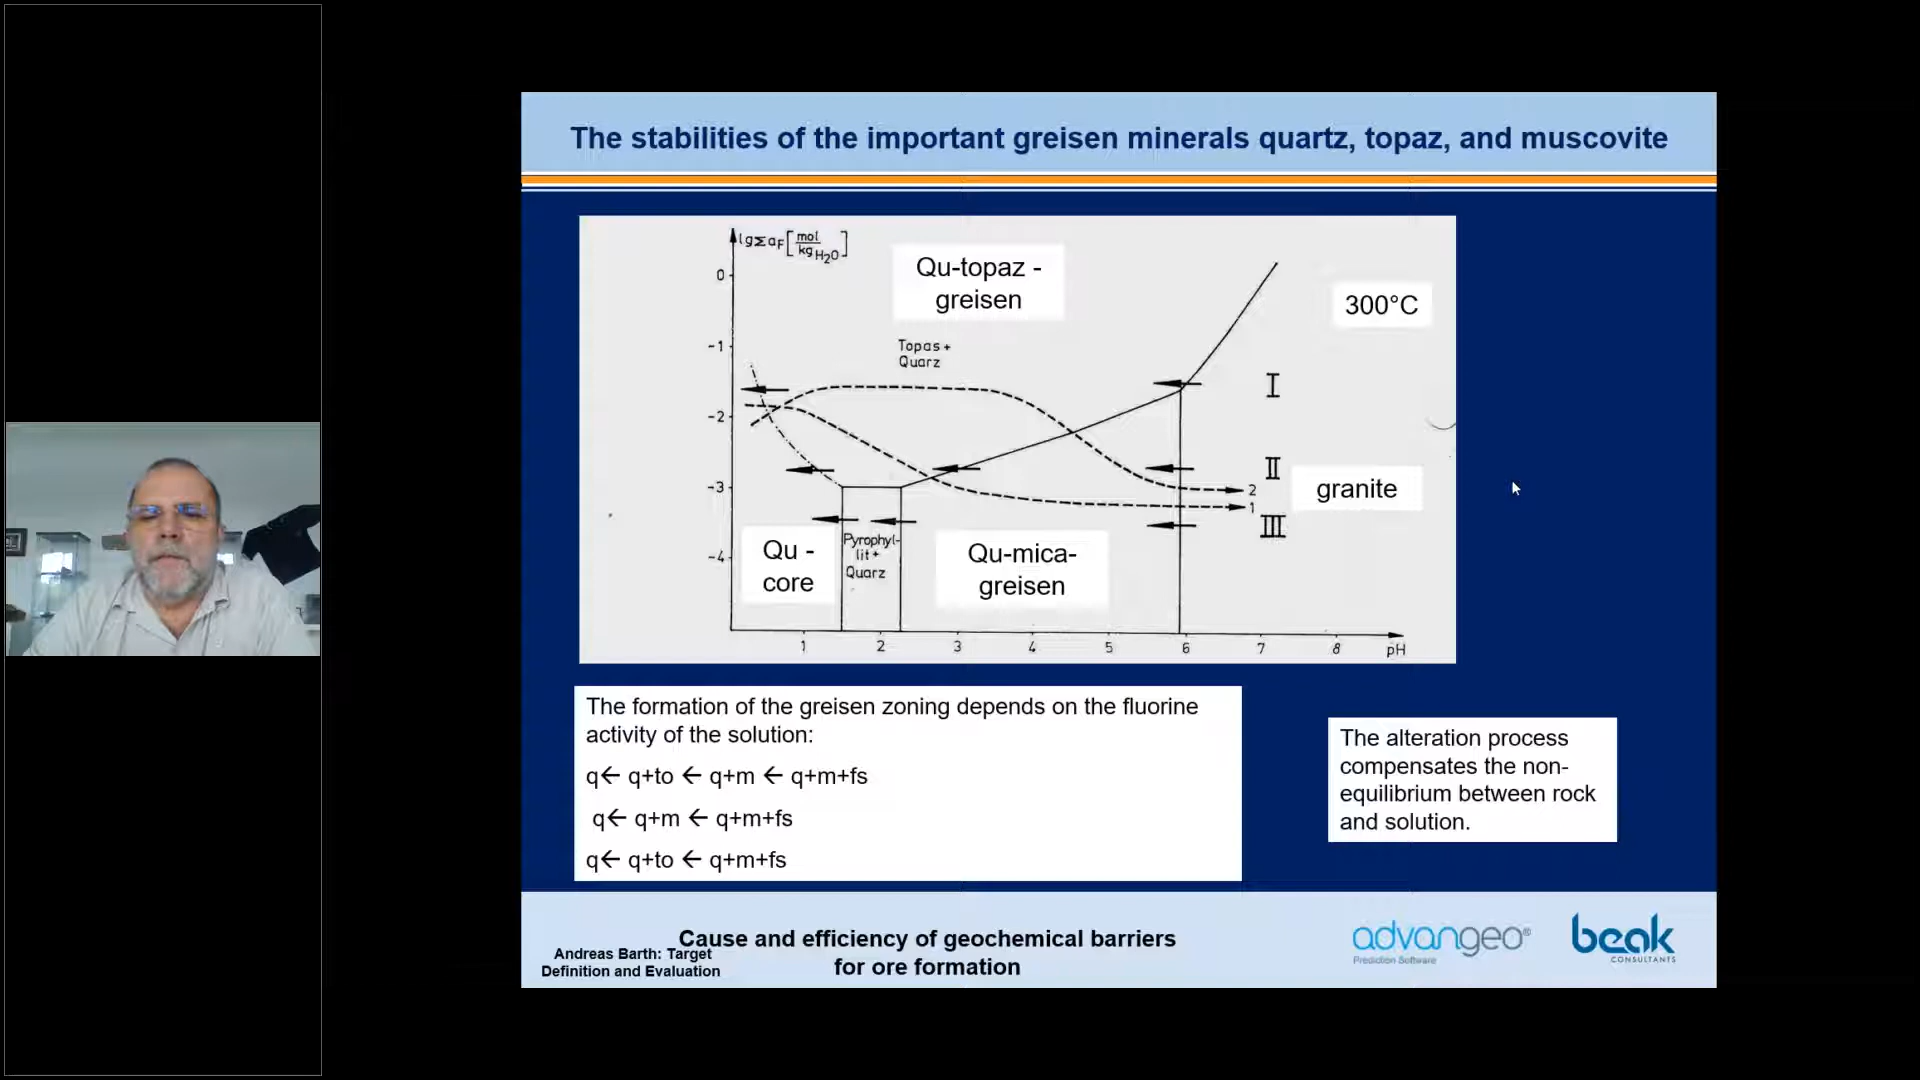 The stabilities of the important greisen minerals quartz, topaz, and muscovite
lgΣaF[mol/kg H2O]
Qu-topaz -
greisen
300°C
Topas+
Quarz
0
-1
-2
-3
-4
I
II
III
2
1
granite
Qu -
core
Pyrophyl-
lit+
Quarz
Qu-mica-
greisen
1 2 3 4 5 6 7 8 pH
The formation of the greisen zoning depends on the fluorine
activity of the solution:
q← q+to ← q+m ← q+m+fs
q← q+m ← q+m+fs
q← q+to ← q+m+fs
The alteration process
compensates the non-
equilibrium between rock
and solution.
Andreas Barth: Target
Definition and Evaluation
Cause and efficiency of geochemical barriers
for ore formation
advangeo®
Prediction Software
beak
CONSULTANTS